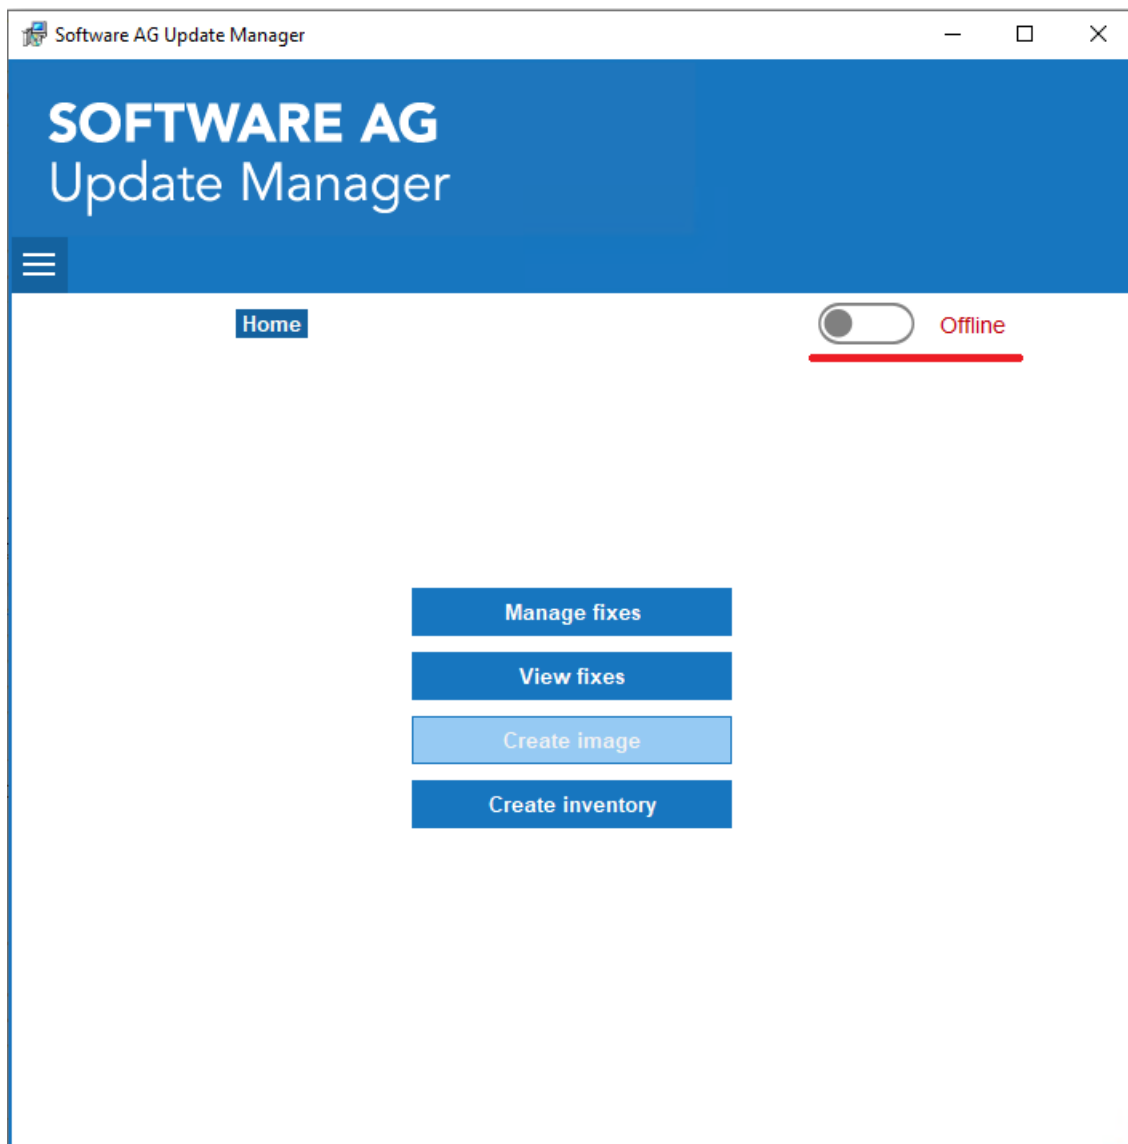 Software AG Update Manager
SOFTWARE AG
Update Manager
Home
Offline
Manage fixes
View fixes
Create image
Create inventory